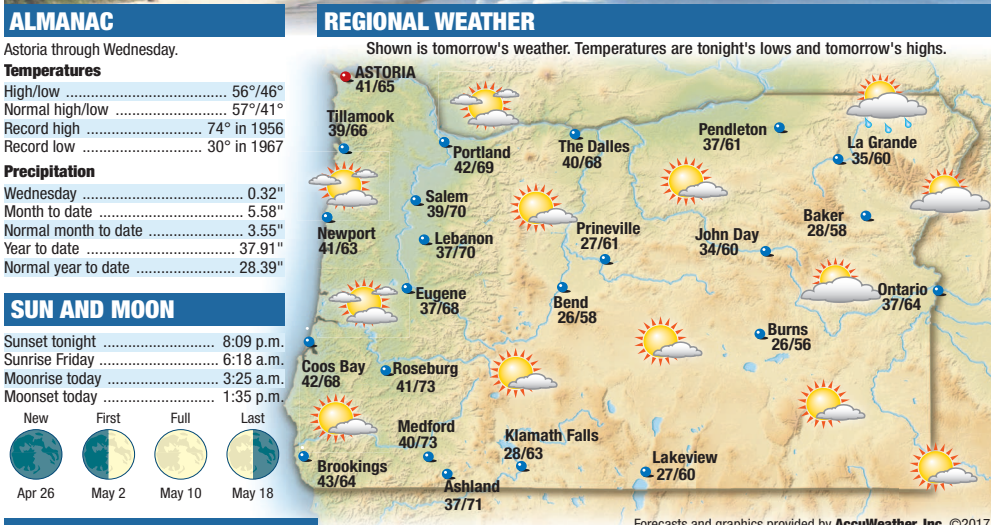 ALMANAC
Astoria through Wednesday.
Temperatures
High/low ................................ 56°/46°
Normal high/low .................... 57°/41°
Record high ...................... 74° in 1956
Record low ....................... 30° in 1967
Precipitation
Wednesday ............................... 0.32"
Month to date ........................... 5.58"
Normal month to date ................ 3.55"
Year to date ............................ 37.91"
Normal year to date ................. 28.39"
SUN AND MOON
Sunset tonight ....................... 8:09 p.m.
Sunrise Friday ....................... 6:18 a.m.
Moonrise today ...................... 3:25 a.m.
Moonset today ....................... 1:35 p.m.
New First Full Last
Apr 26 May 2 May 10 May 18
REGIONAL WEATHER
Shown is tomorrow's weather. Temperatures are tonight's lows and tomorrow's highs.
ASTORIA
41/65
Tillamook
39/66
Portland
42/69
The Dalles
40/68
Pendleton
37/61
La Grande
35/60
Salem
39/70
Newport
41/63
Lebanon
37/70
Prineville
27/61
John Day
34/60
Baker
28/58
Eugene
37/68
Bend
26/58
Ontario
37/64
Burns
26/56
Coos Bay
42/68
Roseburg
41/73
Medford
40/73
Klamath Falls
28/63
Brookings
43/64
Ashland
37/71
Lakeview
27/60
Forecasts and graphics provided by AccuWeather, Inc. ©2017